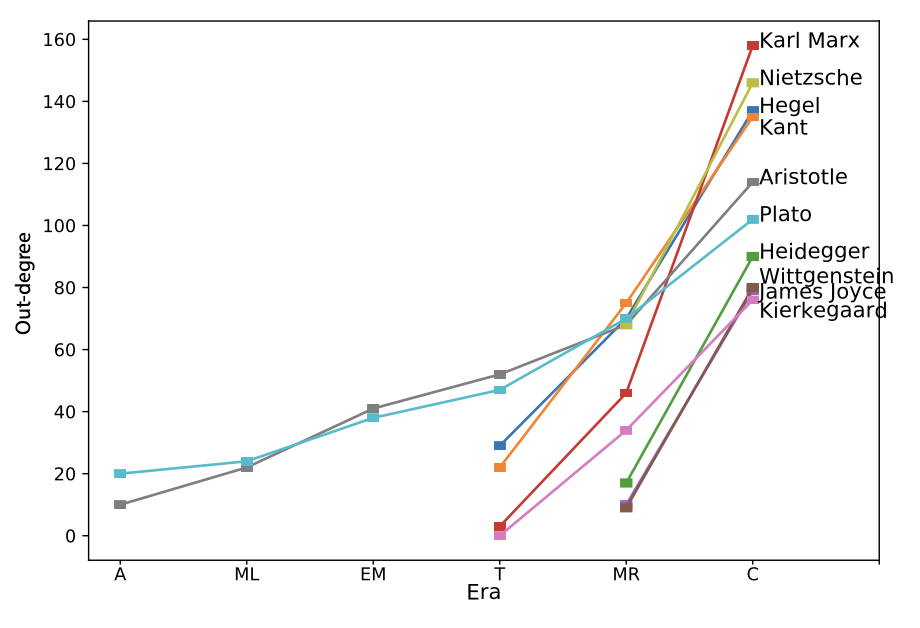 160
140
120
100
80
60
40
20
0
Out-degree
Karl Marx
Nietzsche
Hegel
Kant
Aristotle
Plato
Heidegger
Wittgenstein
James Joyce
Kierkegaard
A ML EM T MR C
Era